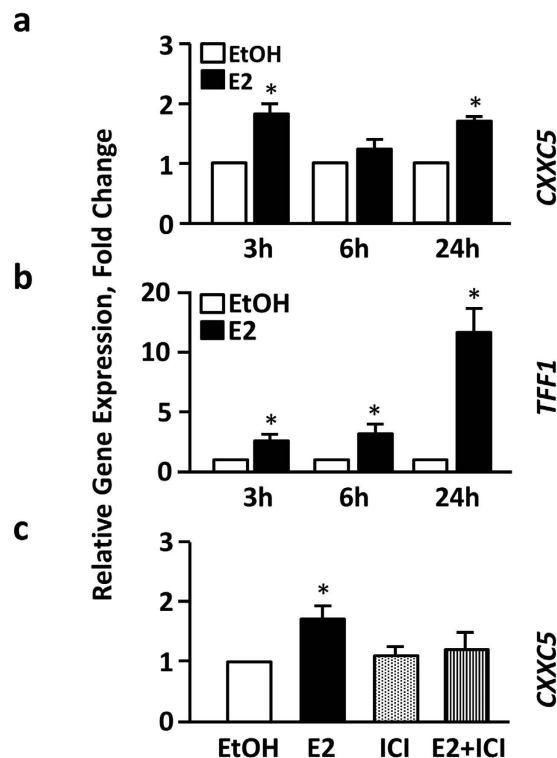 a
Relative Gene Expression, Fold Change
3
2
1
0
EtOH
E2
*
*
3h
6h
24h
CXXC5
b
20
10
5
0
EtOH
E2
*
*
*
3h
6h
24h
TFF1
c
3
2
1
0
*
EtOH
E2
ICI
E2+ICI
CXXC5